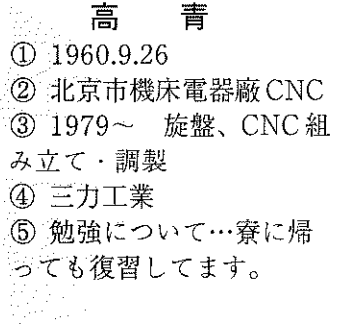 高　青
① 1960.9.26
② 北京市機床電器廠CNC
③ 1979～　旋盤、CNC組
み立て・調製
④ 三力工業
⑤ 勉強について…寮に帰
っても復習してます。